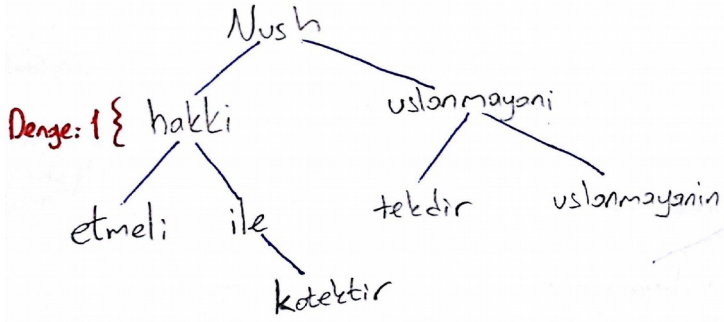 Nush
Denge: 1 { hakki
uslanmayani
etmeli ile tekdir uslanmayanin
kotektir